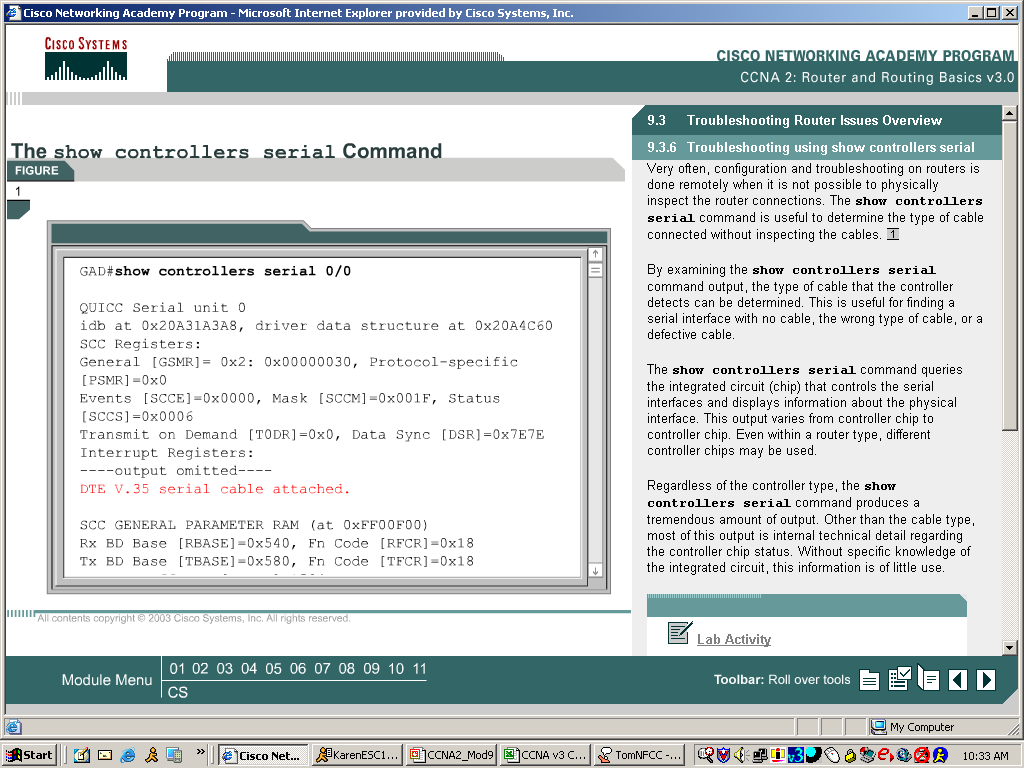 Cisco Networking Academy Program - Microsoft Internet Explorer provided by Cisco Systems, Inc.
CISCO SYSTEMS
CISCO NETWORKING ACADEMY PROGRAM
CCNA 2: Router and Routing Basics v3.0
The show controllers serial Command
FIGURE
1
GAD#show controllers serial 0/0
QUICC Serial unit 0
idb at 0x20A31A3A8, driver data structure at 0x20A4C60
SCC Registers:
General [GSMR]= 0x2: 0x00000030, Protocol-specific
[PSMR]=0x0
Events [SCCE]=0x0000, Mask [SCCM]=0x001F, Status
[SCCS]=0x0006
Transmit on Demand [T0DR]=0x0, Data Sync [DSR]=0x7E7E
Interrupt Registers:
----output omitted----
DTE V.35 serial cable attached.
SCC GENERAL PARAMETER RAM (at 0xFF00F00)
Rx BD Base [RBASE]=0x540, Fn Code [RFCR]=0x18
Tx BD Base [TBASE]=0x580, Fn Code [TFCR]=0x18
All contents copyright © 2003 Cisco Systems, Inc. All rights reserved.
9.3 Troubleshooting Router Issues Overview
9.3.6 Troubleshooting using show controllers serial
Very often, configuration and troubleshooting on routers is
done remotely when it is not possible to physically
inspect the router connections. The show controllers
serial command is useful to determine the type of cable
connected without inspecting the cables. 1
By examining the show controllers serial
command output, the type of cable that the controller
detects can be determined. This is useful for finding a
serial interface with no cable, the wrong type of cable, or a
defective cable.
The show controllers serial command queries
the integrated circuit (chip) that controls the serial
interfaces and displays information about the physical
interface. This output varies from controller chip to
controller chip. Even within a router type, different
controller chips may be used.
Regardless of the controller type, the show
controllers serial command produces a
tremendous amount of output. Other than the cable type,
most of this output is internal technical detail regarding
the controller chip status. Without specific knowledge of
the integrated circuit, this information is of little use.
Lab Activity
Module Menu
01 02 03 04 05 06 07 08 09 10 11
CS
Toolbar: Roll over tools
My Computer
Start
»
Cisco Net...
KarenESC1...
CCNA2_Mod9
CCNA v3 C...
TomNFCC -...
10:33 AM